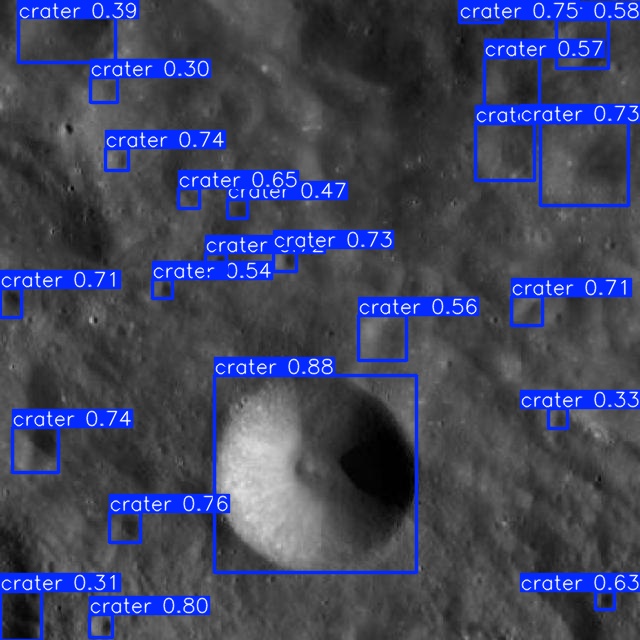 crater 0.39
crater 0.75
0.58
crater 0.57
crater 0.30
crater 0.73
crater 0.74
crater 0.65
crater 0.47
crater
crater 0.73
crater 0.71
crater 0.54
crater 0.71
crater 0.56
crater 0.88
crater 0.33
crater 0.74
crater 0.76
crater 0.31
crater 0.80
crater 0.63